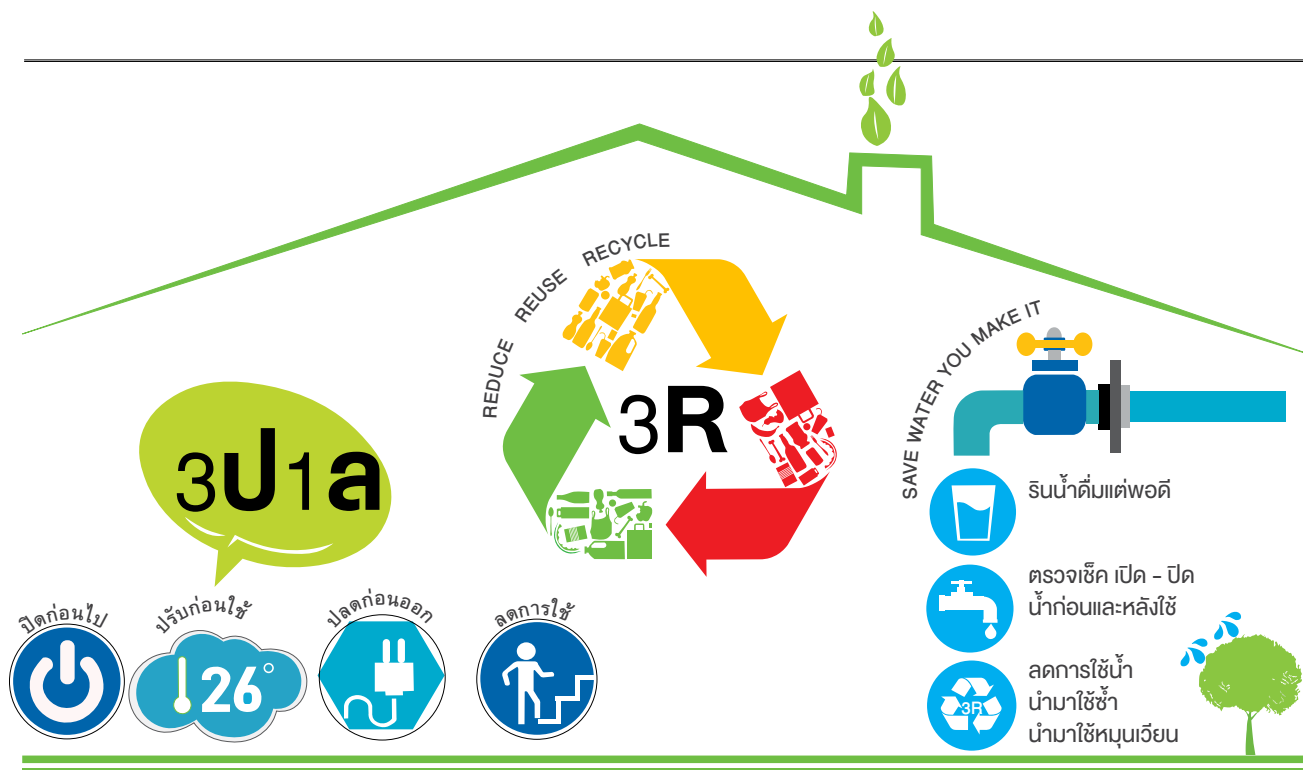 REDUCE REUSE RECYCLE
3R
SAVE WATER YOU MAKE IT
3ป1ล
ปิดก่อนไป
ปรับก่อนใช้
26°
ปลดก่อนออก
ลดการใช้
รินน้ำดื่มแต่พอดี
ตรวจเช็ค เปิด - ปิด
น้ำก่อนและหลังใช้
3R
ลดการใช้น้ำ
นำมาใช้ซ้ำ
นำมาใช้หมุนเวียน